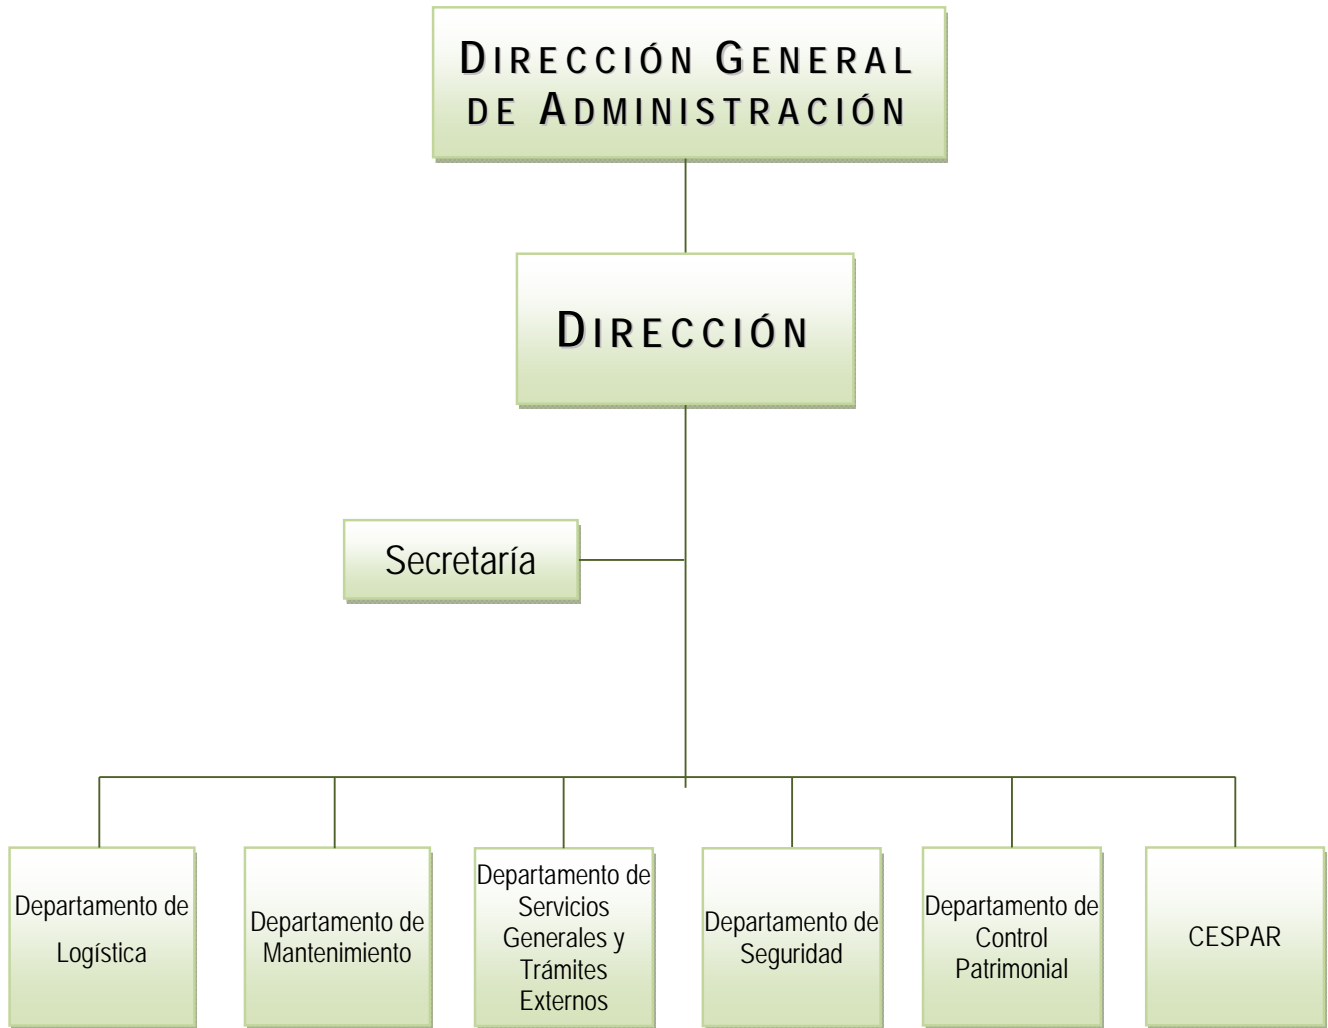 DIRECCIÓN GENERAL
DE ADMINISTRACIÓN
DIRECCIÓN
Secretaría
Departamento de
Logística
Departamento de
Mantenimiento
Departamento de
Servicios
Generales y
Trámites
Externos
Departamento de
Seguridad
Departamento de
Control
Patrimonial
CESPAR